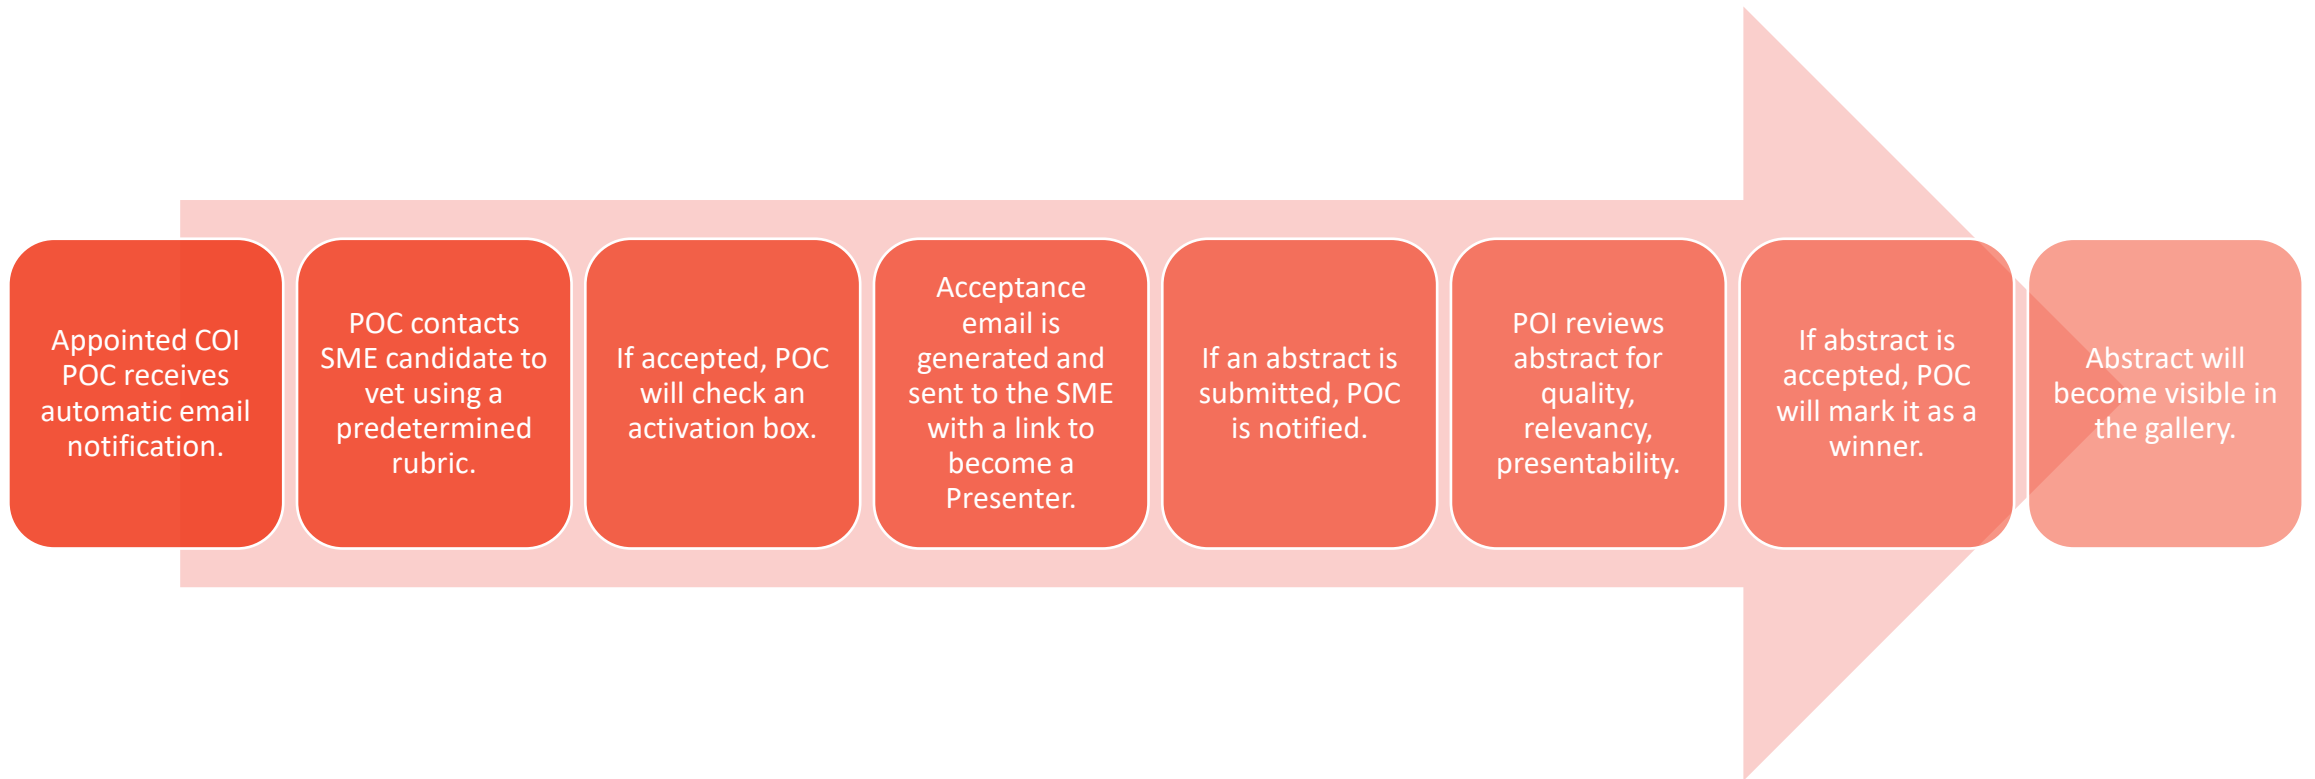 Appointed COI
POC receives
automatic email
notification.
POC contacts
SME candidate to
vet using a
predetermined
rubric.
If accepted, POC
will check an
activation box.
Acceptance
email is
generated and
sent to the SME
with a link to
become a
Presenter.
If an abstract is
submitted, POC
is notified.
POI reviews
abstract for
quality,
relevancy,
presentability.
If abstract is
accepted, POC
will mark it as a
winner.
Abstract will
become visible in
the gallery.